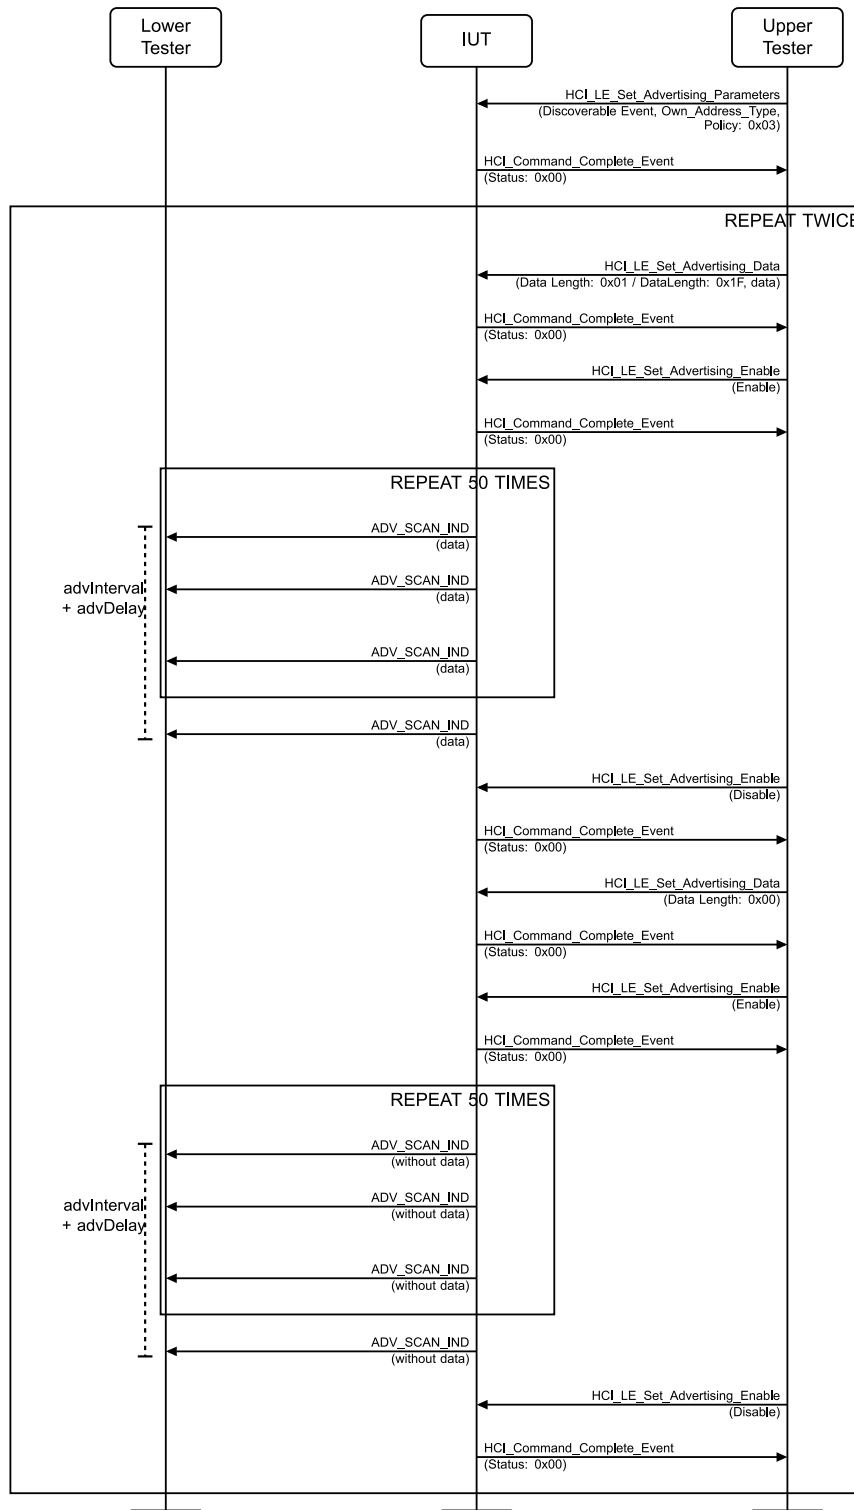 Lower
Tester
IUT
Upper
Tester
HCI_LE_Set_Advertising_Parameters
(Discoverable Event, Own_Address_Type,
Policy: 0x03)
HCI_Command_Complete_Event
(Status: 0x00)
REPEAT TWICE
HCI_LE_Set_Advertising_Data
(Data Length: 0x01 / DataLength: 0x1F, data)
HCI_Command_Complete_Event
(Status: 0x00)
HCI_LE_Set_Advertising_Enable
(Enable)
HCI_Command_Complete_Event
(Status: 0x00)
REPEAT 50 TIMES
ADV_SCAN_IND
(data)
advInterval
+ advDelay
ADV_SCAN_IND
(data)
ADV_SCAN_IND
(data)
ADV_SCAN_IND
(data)
HCI_LE_Set_Advertising_Enable
(Disable)
HCI_Command_Complete_Event
(Status: 0x00)
HCI_LE_Set_Advertising_Data
(Data Length: 0x00)
HCI_Command_Complete_Event
(Status: 0x00)
HCI_LE_Set_Advertising_Enable
(Enable)
HCI_Command_Complete_Event
(Status: 0x00)
REPEAT 50 TIMES
ADV_SCAN_IND
(without data)
advInterval
+ advDelay
ADV_SCAN_IND
(without data)
ADV_SCAN_IND
(without data)
ADV_SCAN_IND
(without data)
HCI_LE_Set_Advertising_Enable
(Disable)
HCI_Command_Complete_Event
(Status: 0x00)